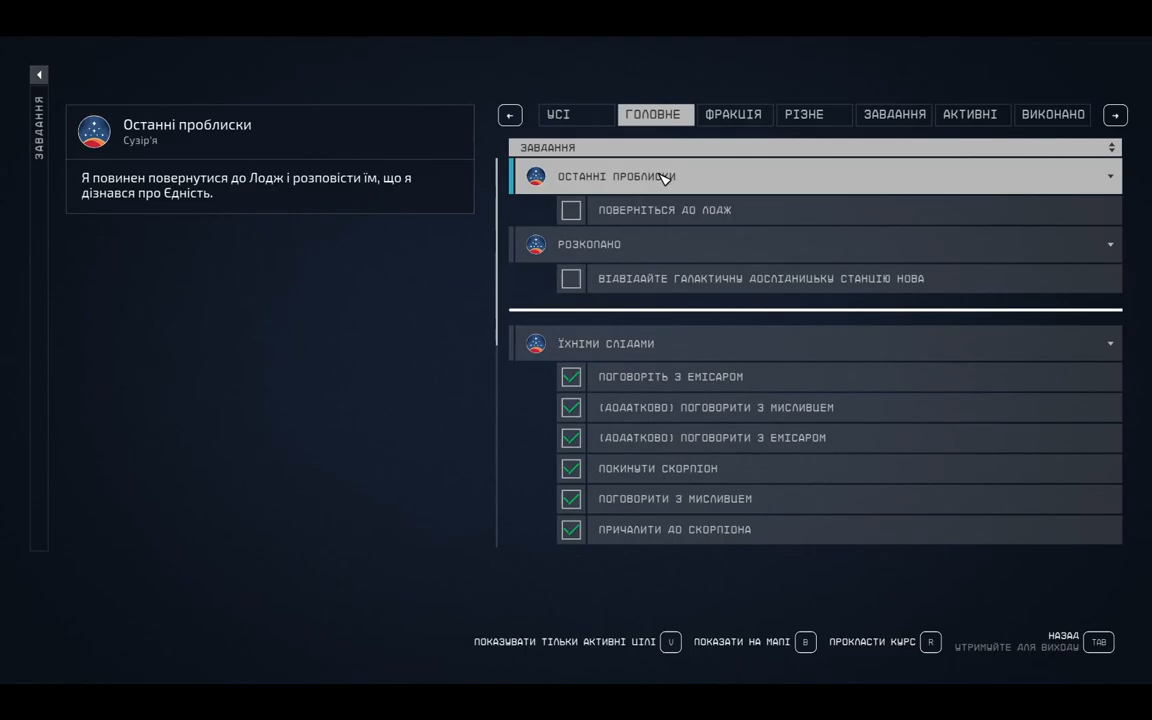 ЗАВДАННЯ
Останні проблиски
Сузір'я
Я повинен повернутися до Лодж і розповісти їм, що я
дізнався про Єдність.
УСІ ГОЛОВНЕ ФРАКЦІЯ РІЗНЕ ЗАВДАННЯ АКТИВНІ ВИКОНАНО
ЗАВДАННЯ
ОСТАННІ ПРОБЛИСКИ
ПОВЕРНІТЬСЯ ДО ЛОДЖ
РОЗКОПАНО
ВІДВІДАЙТЕ ГАЛАКТИЧНУ ДОСЛІДНИЦЬКУ СТАНЦІЮ НОВА
ЇХНІМИ СЛІДАМИ
ПОГОВОРІТЬ З ЕМІСАРОМ
(ДОДАТКОВО) ПОГОВОРИТИ З МИСЛИВЦЕМ
(ДОДАТКОВО) ПОГОВОРИТИ З ЕМІСАРОМ
ПОКИНУТИ СКОРПІОН
ПОГОВОРИТИ З МИСЛИВЦЕМ
ПРИЧАЛИТИ ДО СКОРПІОНА
ПОКАЗУВАТИ ТІЛЬКИ АКТИВНІ ЦІЛІ V ПОКАЗАТИ НА МАПІ B ПРОКЛАСТИ КУРС R НАЗАД TAB
УТРИМУЙТЕ ДЛЯ ВИХОДУ